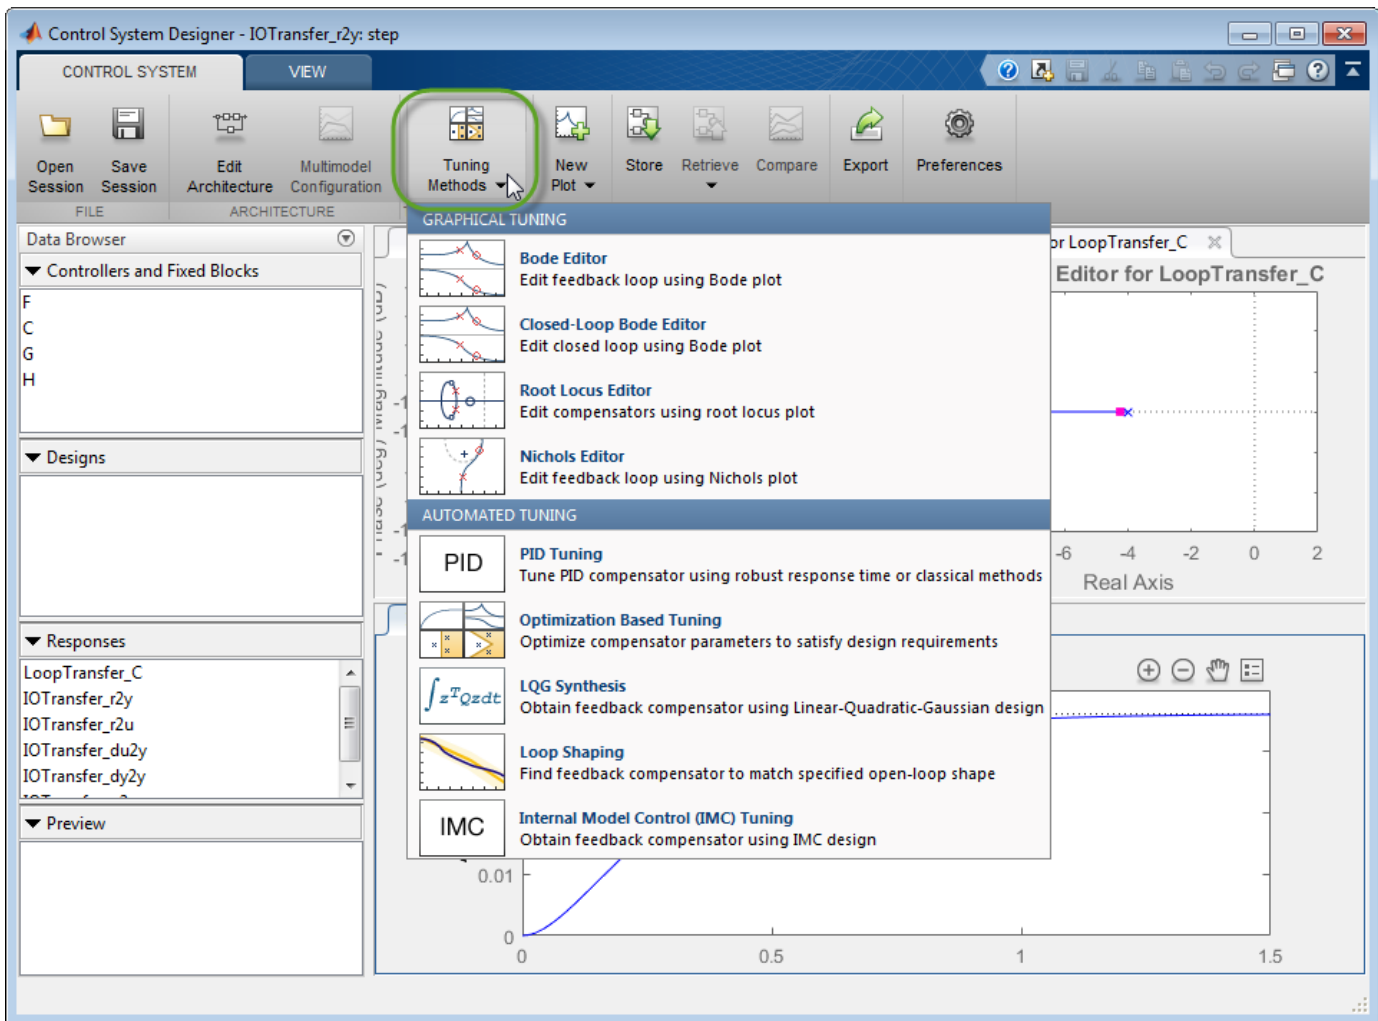 Control System Designer - IOTransfer_r2y: step
CONTROL SYSTEM
VIEW
Open Session
Save Session
Edit Architecture
Multimodel Configuration
Tuning Methods
New Plot
Store
Retrieve
Compare
Export
Preferences
FILE
ARCHITECTURE
Data Browser
Controllers and Fixed Blocks
F
C
G
H
Designs
Responses
LoopTransfer_C
IOTransfer_r2y
IOTransfer_r2u
IOTransfer_du2y
IOTransfer_dy2y
Preview
GRAPHICAL TUNING
Bode Editor
Edit feedback loop using Bode plot
Closed-Loop Bode Editor
Edit closed loop using Bode plot
Root Locus Editor
Edit compensators using root locus plot
Nichols Editor
Edit feedback loop using Nichols plot
AUTOMATED TUNING
PID
PID Tuning
Tune PID compensator using robust response time or classical methods
Optimization Based Tuning
Optimize compensator parameters to satisfy design requirements
∫zᵀQzdt
LQG Synthesis
Obtain feedback compensator using Linear-Quadratic-Gaussian design
Loop Shaping
Find feedback compensator to match specified open-loop shape
IMC
Internal Model Control (IMC) Tuning
Obtain feedback compensator using IMC design
or LoopTransfer_C
Editor for LoopTransfer_C
-6 -4 -2 0 2
Real Axis
0.01
0
0 0.5 1 1.5